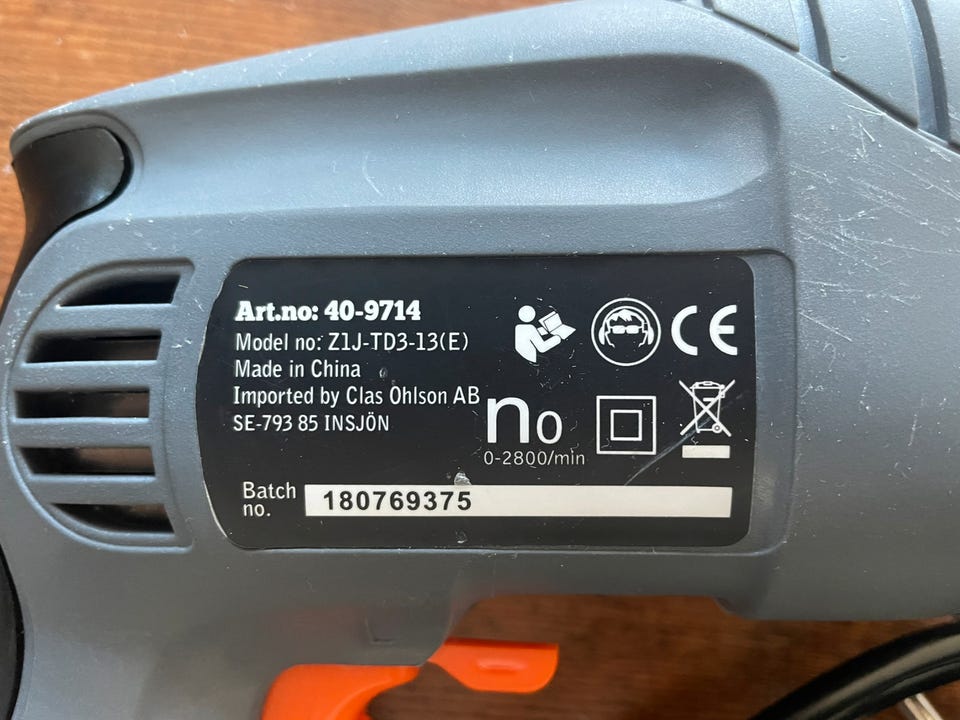 Art.no: 40-9714
Model no: Z1J-TD3-13(E)
Made in China
Imported by Clas Ohlson AB
SE-793 85 INSJÖN
CE
n0
0-2800/min
Batch no.
180769375